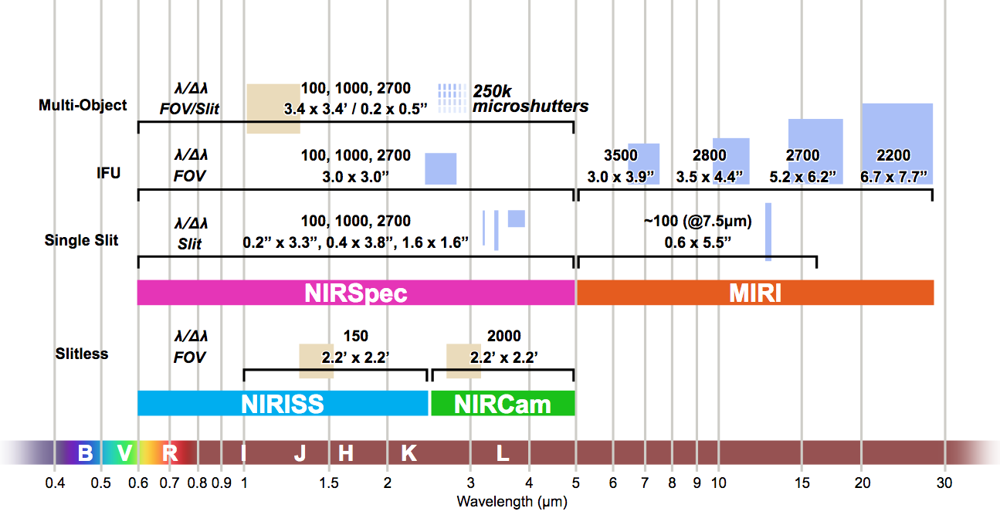 Multi-Object
λ/Δλ
FOV/Slit
100, 1000, 2700
3.4 x 3.4’ / 0.2 x 0.5”
250k
microshutters
IFU
λ/Δλ
FOV
100, 1000, 2700
3.0 x 3.0”
3500
3.0 x 3.9”
2800
3.5 x 4.4”
2700
5.2 x 6.2”
2200
6.7 x 7.7”
Single Slit
λ/Δλ
Slit
100, 1000, 2700
0.2” x 3.3”, 0.4 x 3.8”, 1.6 x 1.6”
~100 (@7.5µm)
0.6 x 5.5”
NIRSpec
MIRI
Slitless
λ/Δλ
FOV
150
2.2’ x 2.2’
2000
2.2’ x 2.2’
NIRISS
NIRCam
B V R I J H K L
0.4 0.5 0.6 0.7 0.8 0.9 1 1.5 2 3 4 5 6 7 8 9 10 15 20 30
Wavelength (µm)